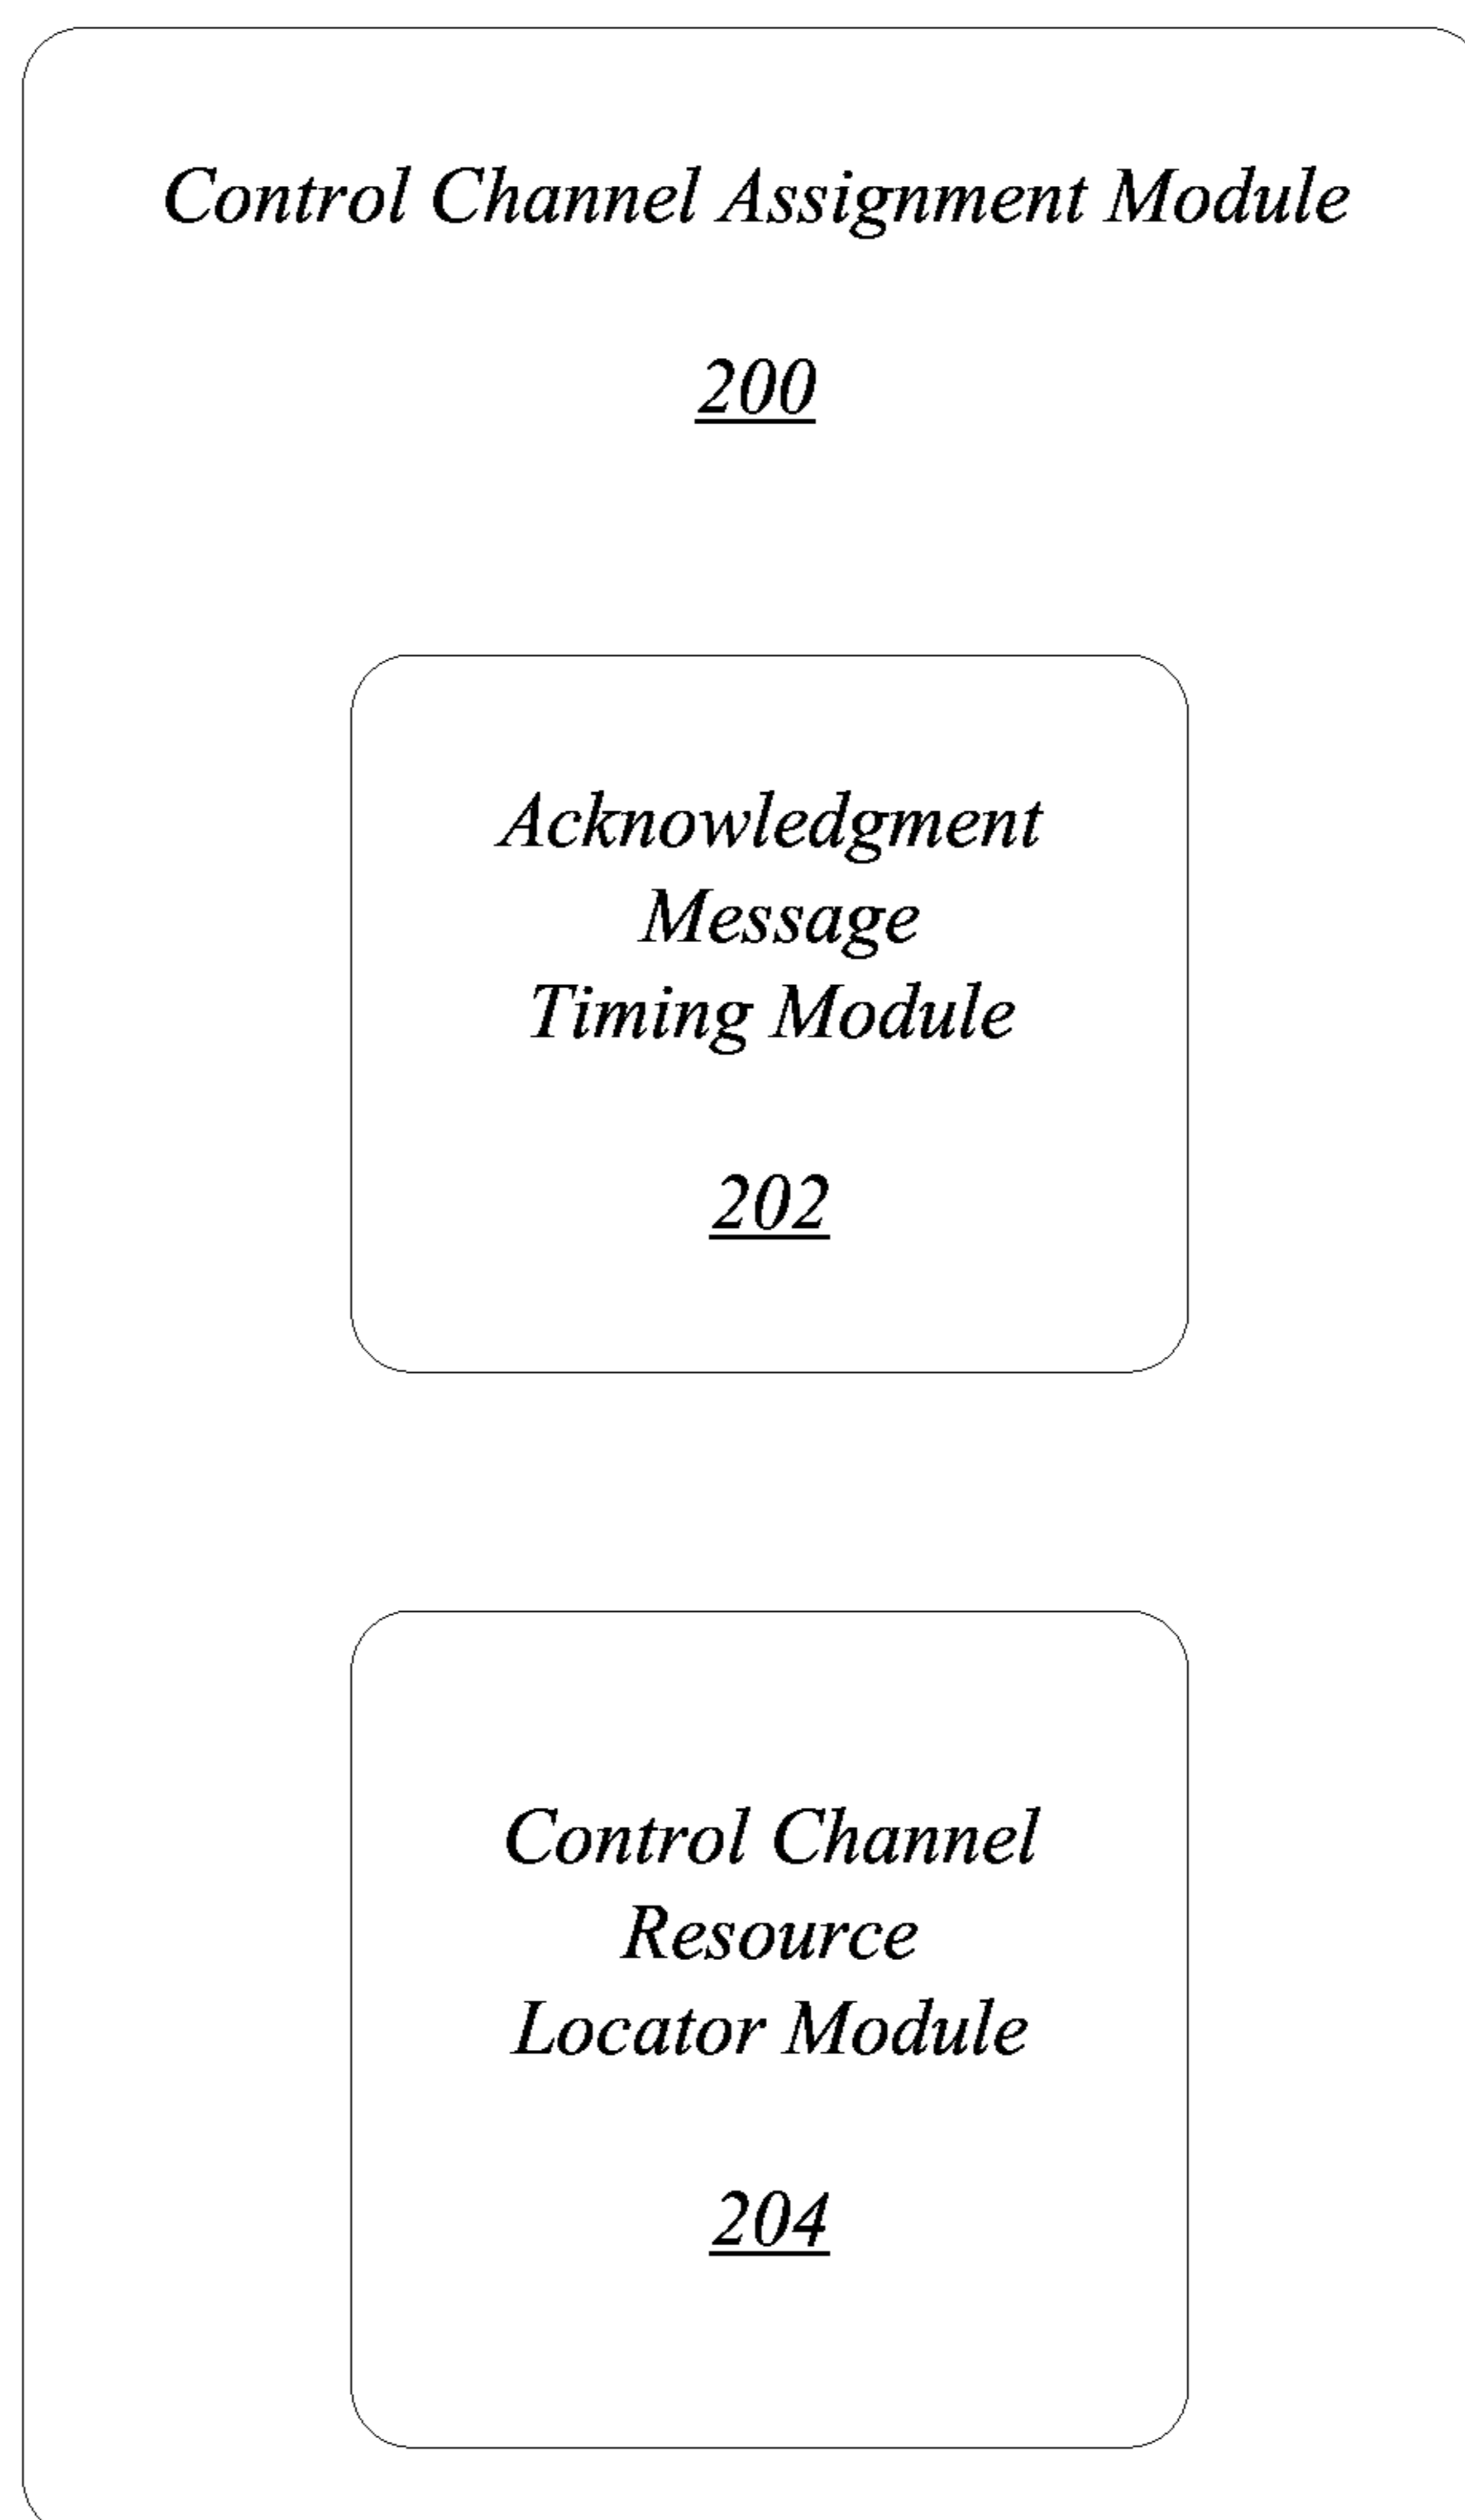 Control Channel Assignment Module
200
Acknowledgment
Message
Timing Module
202
Control Channel
Resource
Locator Module
204